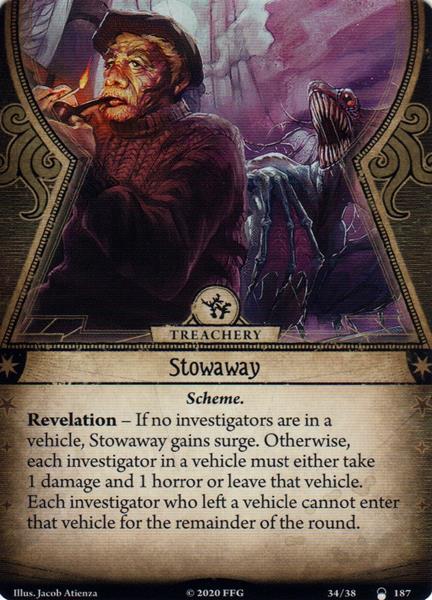 TREACHERY
Stowaway
Scheme.
Revelation – If no investigators are in a
vehicle, Stowaway gains surge. Otherwise,
each investigator in a vehicle must either take
1 damage and 1 horror or leave that vehicle.
Each investigator who left a vehicle cannot enter
that vehicle for the remainder of the round.
Illus. Jacob Atienza © 2020 FFG 34/38 187